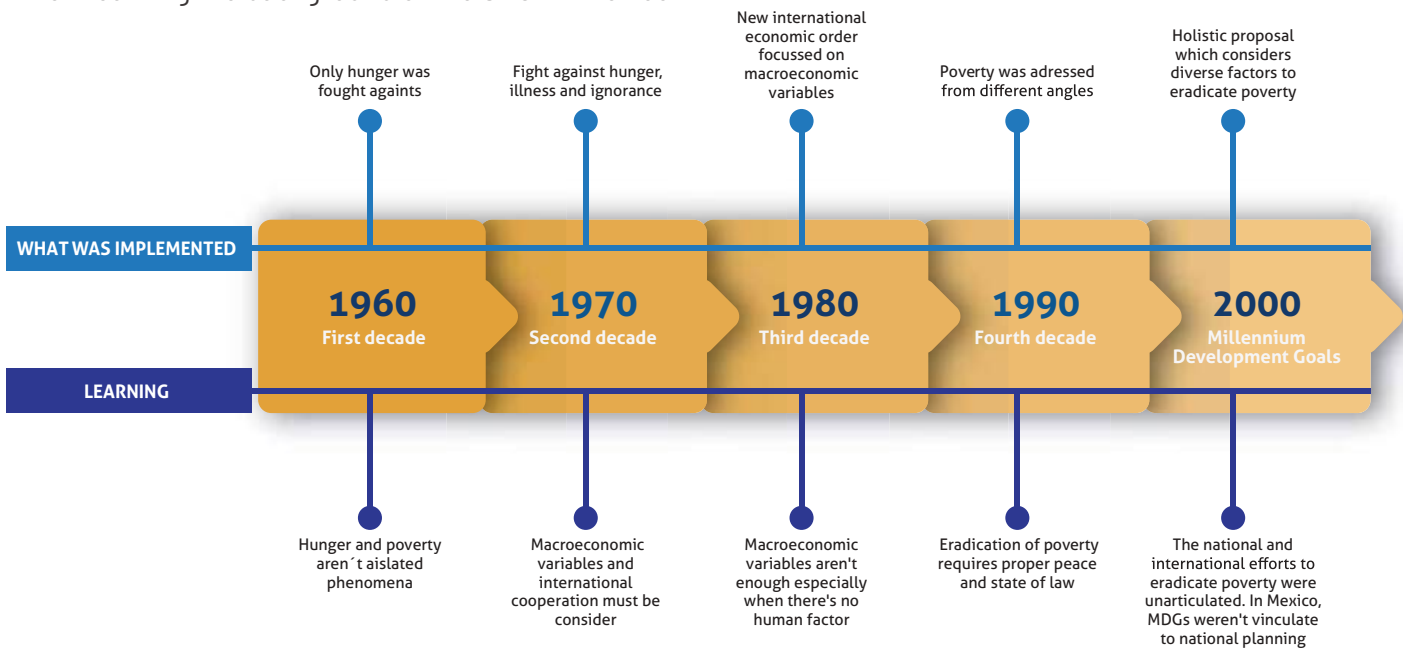 Only hunger was
fought againts
Fight against hunger,
illness and ignorance
New international
economic order
focussed on
macroeconomic
variables
Poverty was adressed
from different angles
Holistic proposal
which considers
diverse factors to
eradicate poverty
WHAT WAS IMPLEMENTED
1960
First decade
1970
Second decade
1980
Third decade
1990
Fourth decade
2000
Millennium
Development Goals
LEARNING
Hunger and poverty
aren´t aislated
phenomena
Macroeconomic
variables and
international
cooperation must be
consider
Macroeconomic
variables aren't
enough especially
when there's no
human factor
Eradication of poverty
requires proper peace
and state of law
The national and
international efforts to
eradicate poverty were
unarticulated. In Mexico,
MDGs weren't vinculate
to national planning